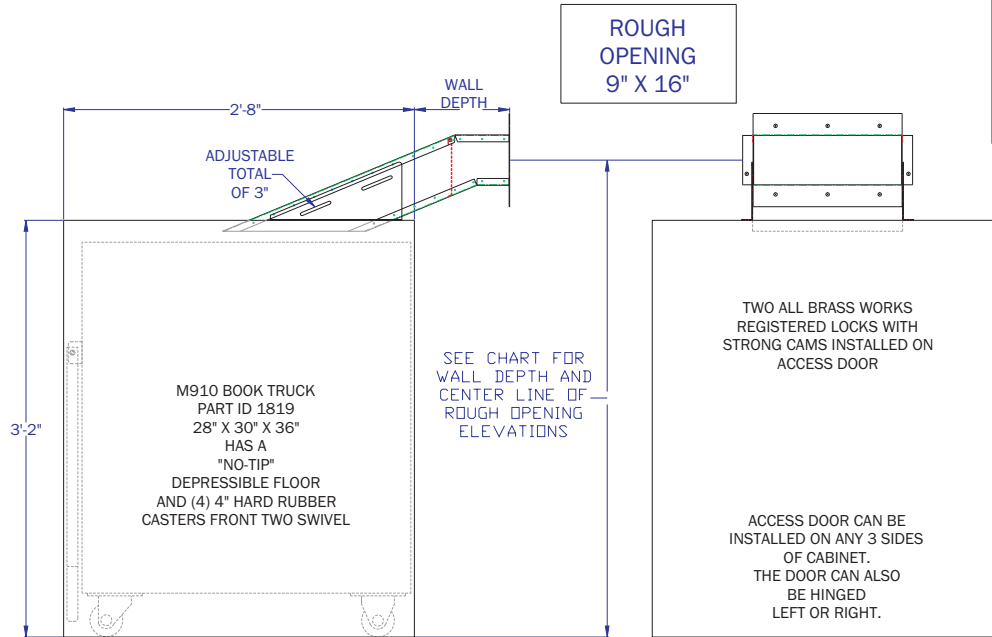 ROUGH
OPENING
9" X 16"
WALL
DEPTH
2'-8"
ADJUSTABLE
TOTAL
OF 3"
TWO ALL BRASS WORKS
REGISTERED LOCKS WITH
STRONG CAMS INSTALLED ON
ACCESS DOOR
SEE CHART FOR
WALL DEPTH AND
CENTER LINE OF
ROUGH OPENING
ELEVATIONS
M910 BOOK TRUCK
PART ID 1819
28" X 30" X 36"
HAS A
"NO-TIP"
DEPRESSIBLE FLOOR
AND (4) 4" HARD RUBBER
CASTERS FRONT TWO SWIVEL
3'-2"
ACCESS DOOR CAN BE
INSTALLED ON ANY 3 SIDES
OF CABINET.
THE DOOR CAN ALSO
BE HINGED
LEFT OR RIGHT.